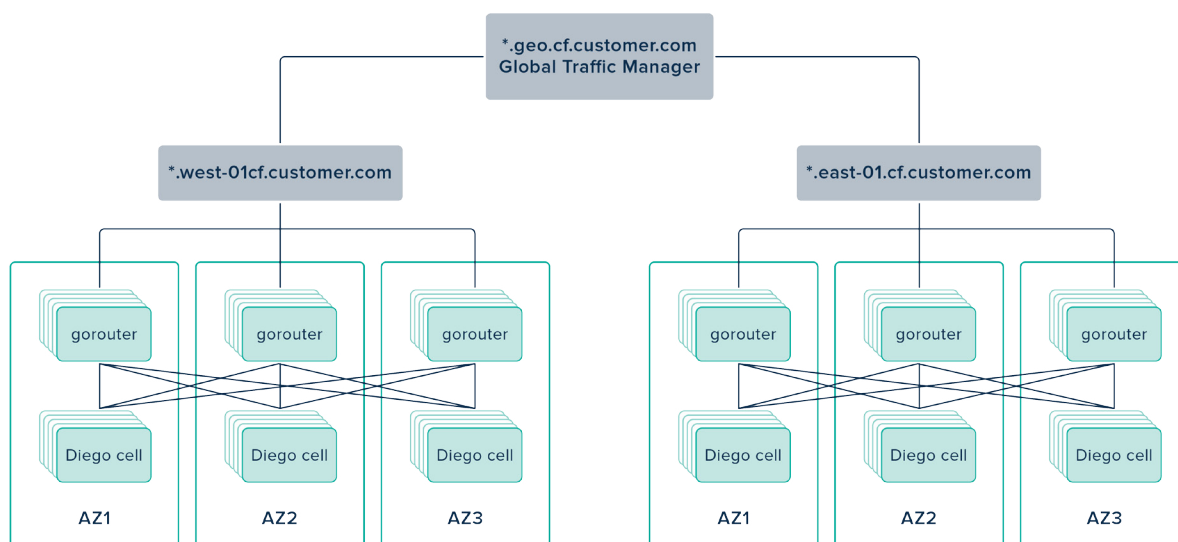 *.geo.cf.customer.com
Global Traffic Manager
*.west-01cf.customer.com
*.east-01.cf.customer.com
gorouter
gorouter
gorouter
gorouter
gorouter
gorouter
Diego cell
Diego cell
Diego cell
Diego cell
Diego cell
Diego cell
AZ1
AZ2
AZ3
AZ1
AZ2
AZ3